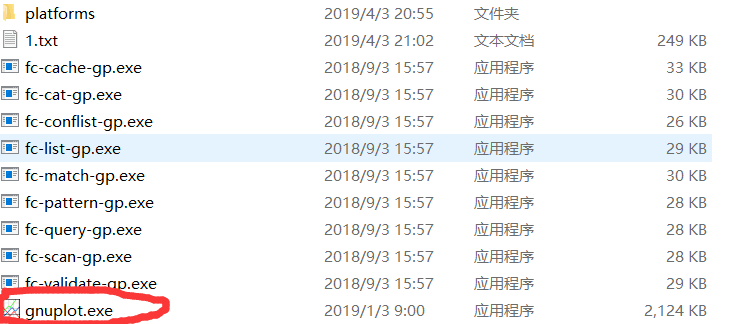 platforms 2019/4/3 20:55 文件夹
1.txt 2019/4/3 21:02 文本文档 249 KB
fc-cache-gp.exe 2018/9/3 15:57 应用程序 33 KB
fc-cat-gp.exe 2018/9/3 15:57 应用程序 30 KB
fc-conflist-gp.exe 2018/9/3 15:57 应用程序 26 KB
fc-list-gp.exe 2018/9/3 15:57 应用程序 29 KB
fc-match-gp.exe 2018/9/3 15:57 应用程序 30 KB
fc-pattern-gp.exe 2018/9/3 15:57 应用程序 28 KB
fc-query-gp.exe 2018/9/3 15:57 应用程序 28 KB
fc-scan-gp.exe 2018/9/3 15:57 应用程序 28 KB
fc-validate-gp.exe 2018/9/3 15:57 应用程序 29 KB
gnuplot.exe 2019/1/3 9:00 应用程序 2,124 KB